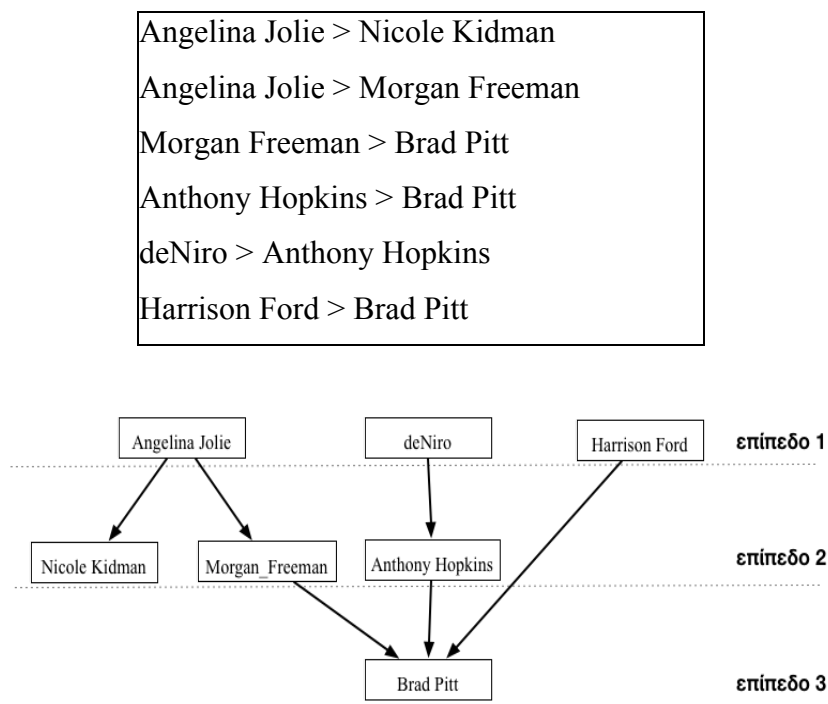 Angelina Jolie > Nicole Kidman
Angelina Jolie > Morgan Freeman
Morgan Freeman > Brad Pitt
Anthony Hopkins > Brad Pitt
deNiro > Anthony Hopkins
Harrison Ford > Brad Pitt
Angelina Jolie deNiro Harrison Ford επίπεδο 1
Nicole Kidman Morgan_Freeman Anthony Hopkins επίπεδο 2
Brad Pitt επίπεδο 3